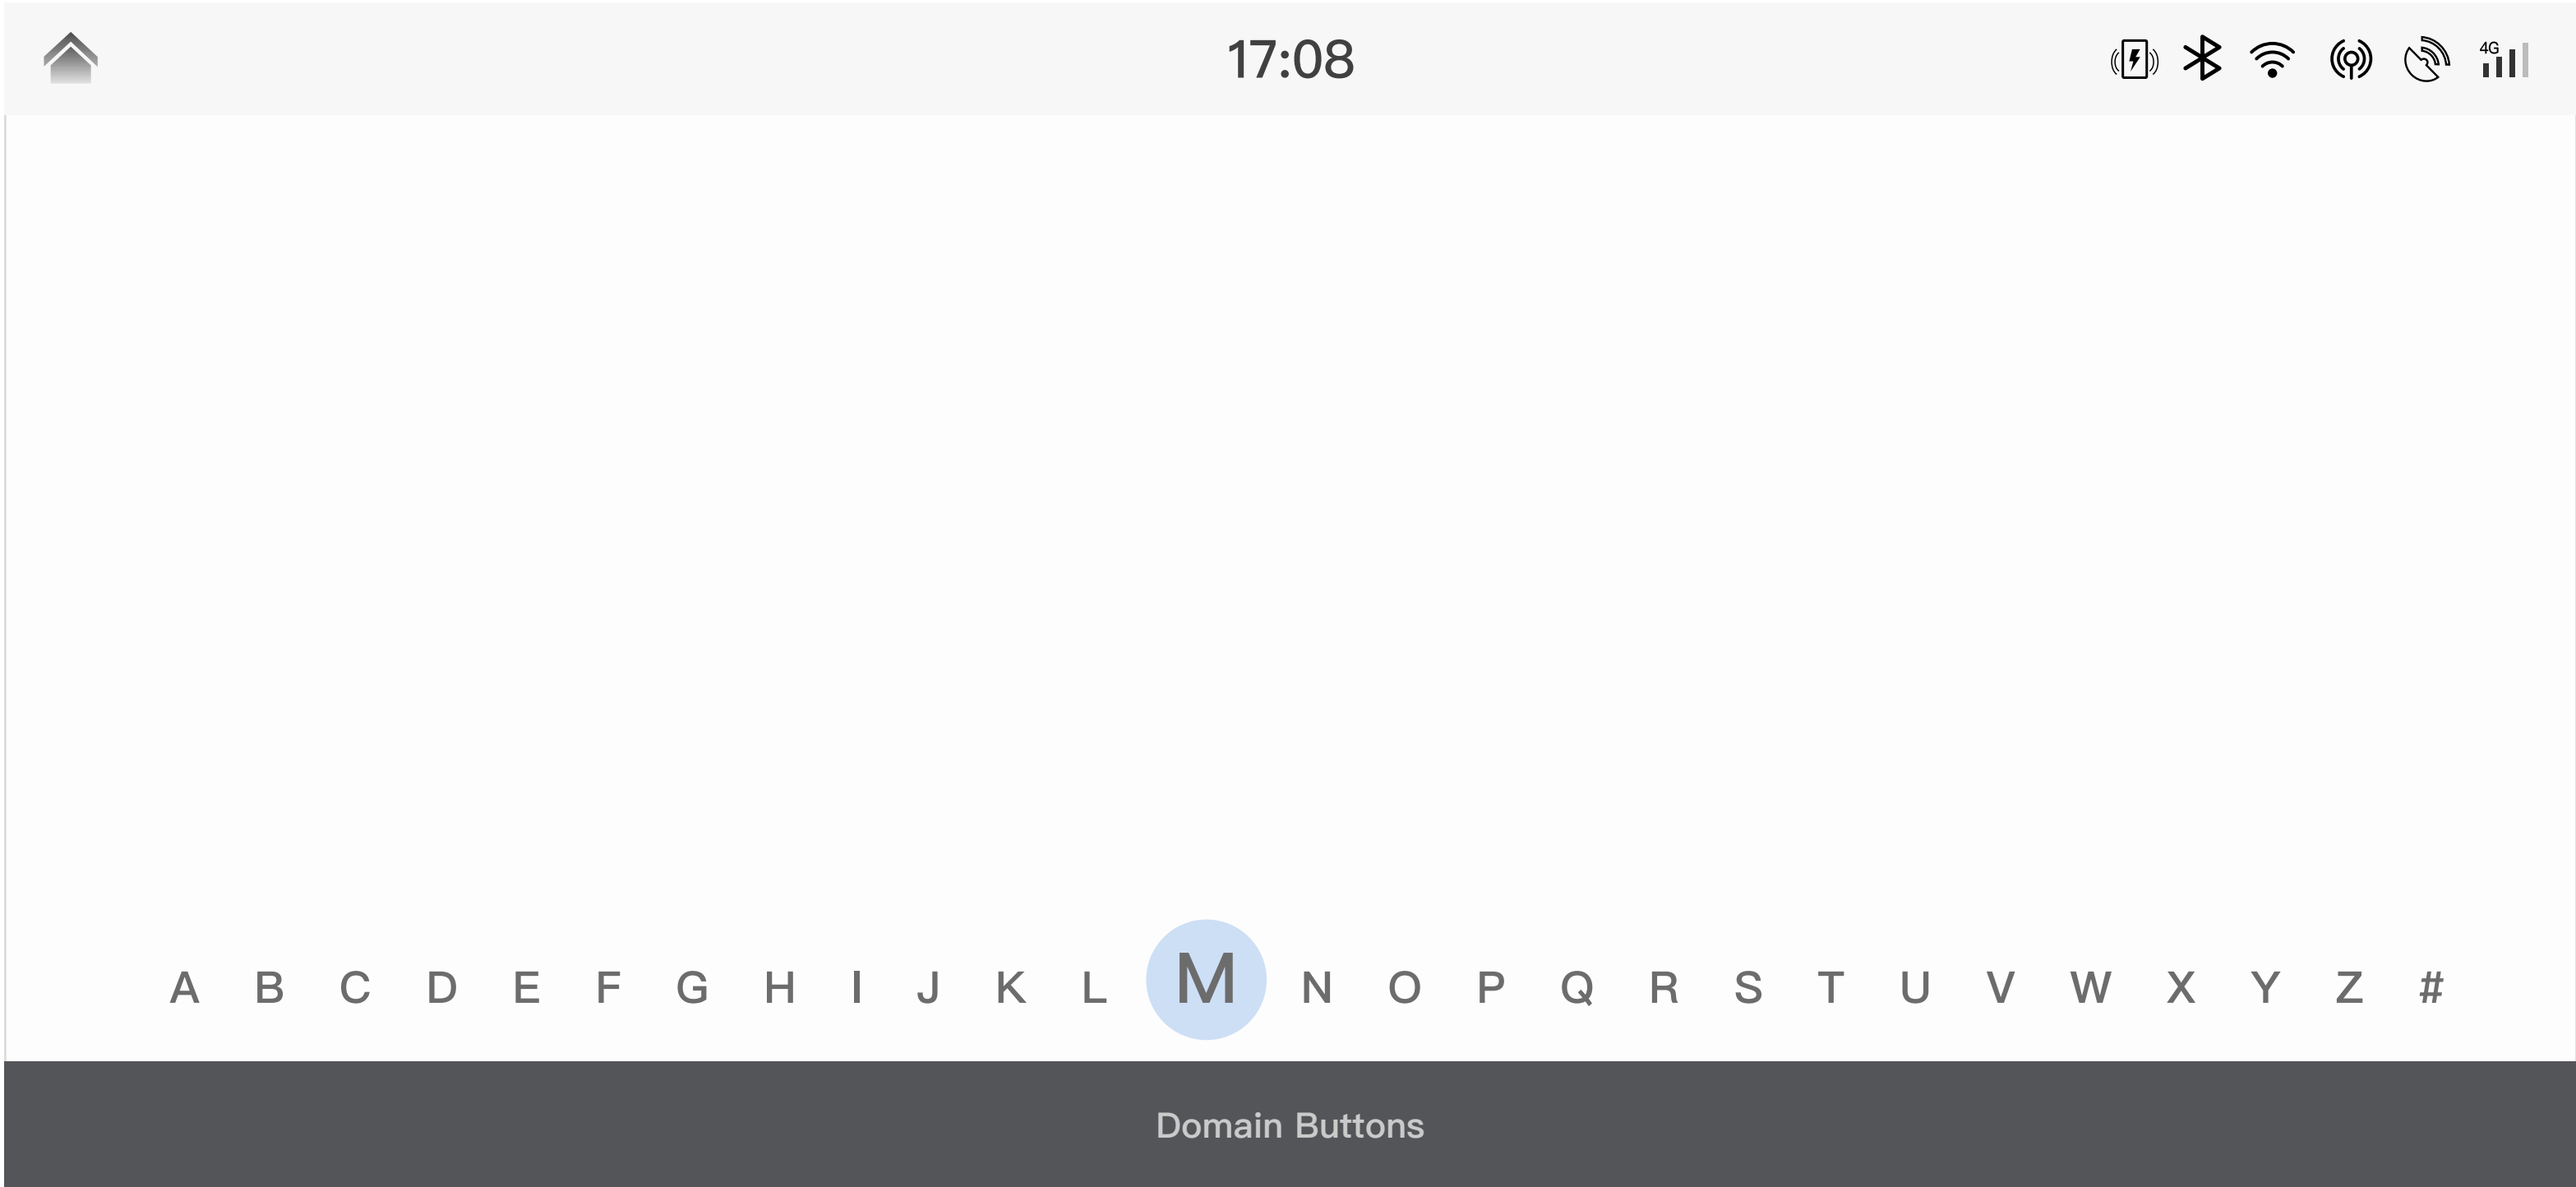 17:08
4G
A B C D E F G H I J K L M N O P Q R S T U V W X Y Z #
Domain Buttons